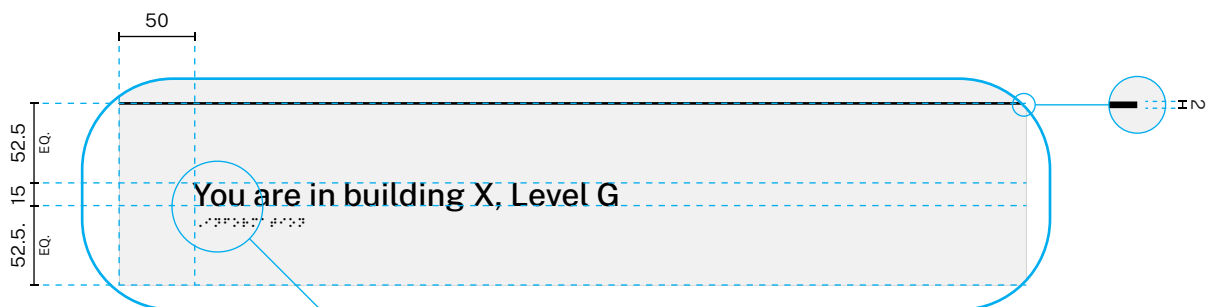 50
52.5
EQ.
15
52.5.
EQ.
2
You are in building X, Level G
⠠⠊⠝⠋⠕⠗⠍⠁⠞⠊⠕⠝